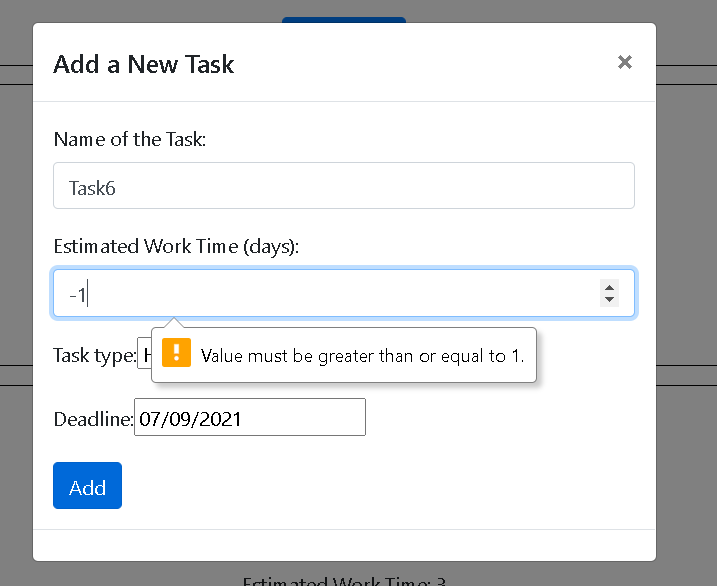 Add a New Task ×
Name of the Task:
Task6
Estimated Work Time (days):
-1
Value must be greater than or equal to 1.
Task type:
Deadline: 07/09/2021
Add
Estimated Work Time: 3